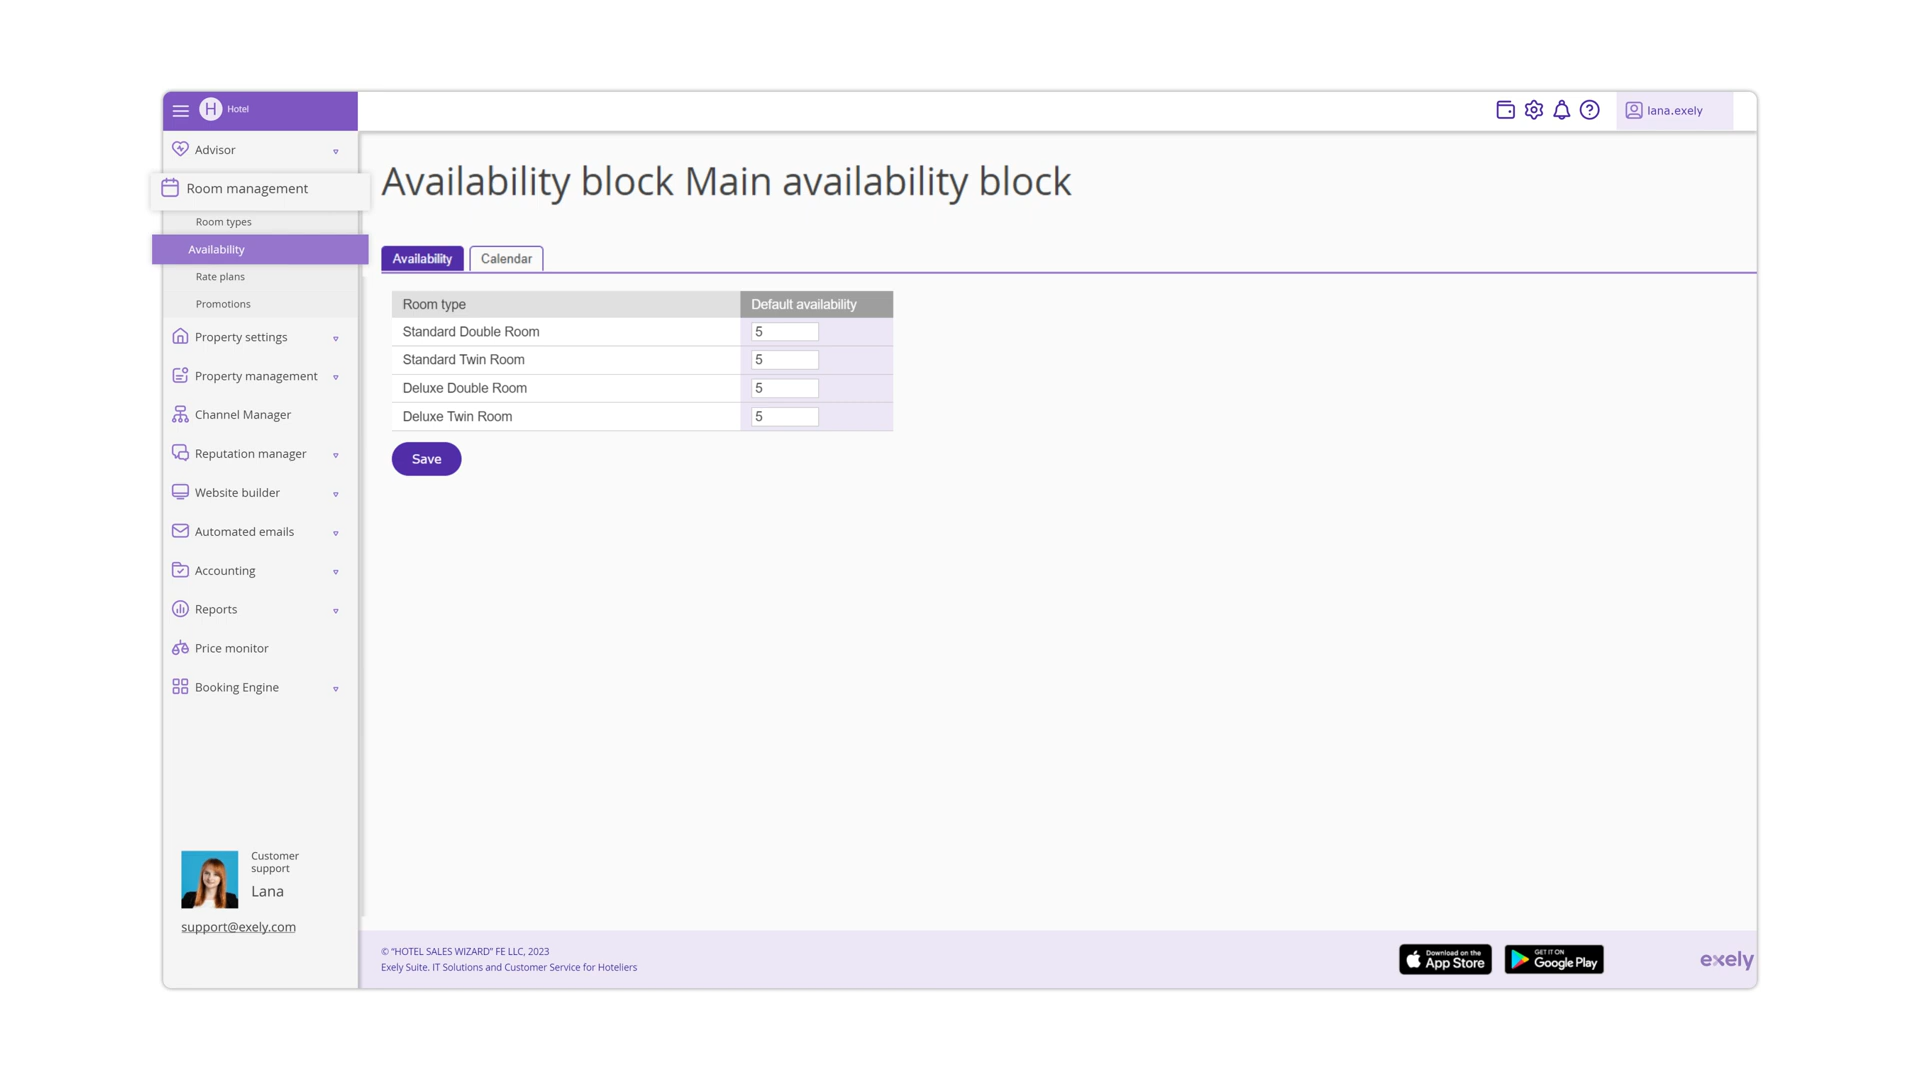 H Hotel
lana.exely
Advisor
Room management
Room types
Availability
Rate plans
Promotions
Property settings
Property management
Channel Manager
Reputation manager
Website builder
Automated emails
Accounting
Reports
Price monitor
Booking Engine
Customer
support
Lana
support@exely.com
Availability block Main availability block
Availability Calendar
Room type Default availability
Standard Double Room 5
Standard Twin Room 5
Deluxe Double Room 5
Deluxe Twin Room 5
Save
© “HOTEL SALES WIZARD” FE LLC, 2023
Exely Suite. IT Solutions and Customer Service for Hoteliers
Download on the
App Store
GET IT ON
Google Play
exely